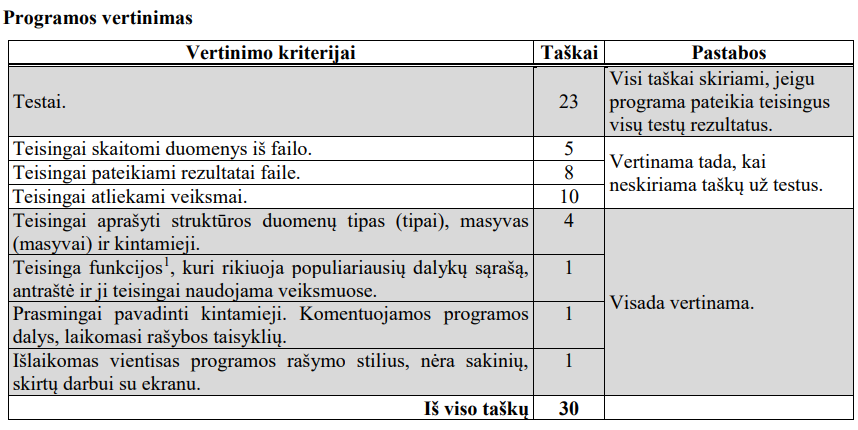 Programos vertinimas
Vertinimo kriterijai Taškai Pastabos
Testai. 23 Visi taškai skiriami, jeigu
programa pateikia teisingus
visų testų rezultatus.
Teisingai skaitomi duomenys iš failo. 5
Teisingai pateikiami rezultatai faile. 8
Teisingai atliekami veiksmai. 10
Vertinama tada, kai
neskiriama taškų už testus.
Teisingai aprašyti struktūros duomenų tipas (tipai), masyvas 4
(masyvai) ir kintamieji.
Teisinga funkcijos¹, kuri rikiuoja populiariausių dalykų sąrašą, 1
antraštė ir ji teisingai naudojama veiksmuose.
Prasmingai pavadinti kintamieji. Komentuojamos programos 1
dalys, laikomasi rašybos taisyklių.
Išlaikomas vientisas programos rašymo stilius, nėra sakinių, 1
skirtų darbui su ekranu.
Visada vertinama.
Iš viso taškų 30